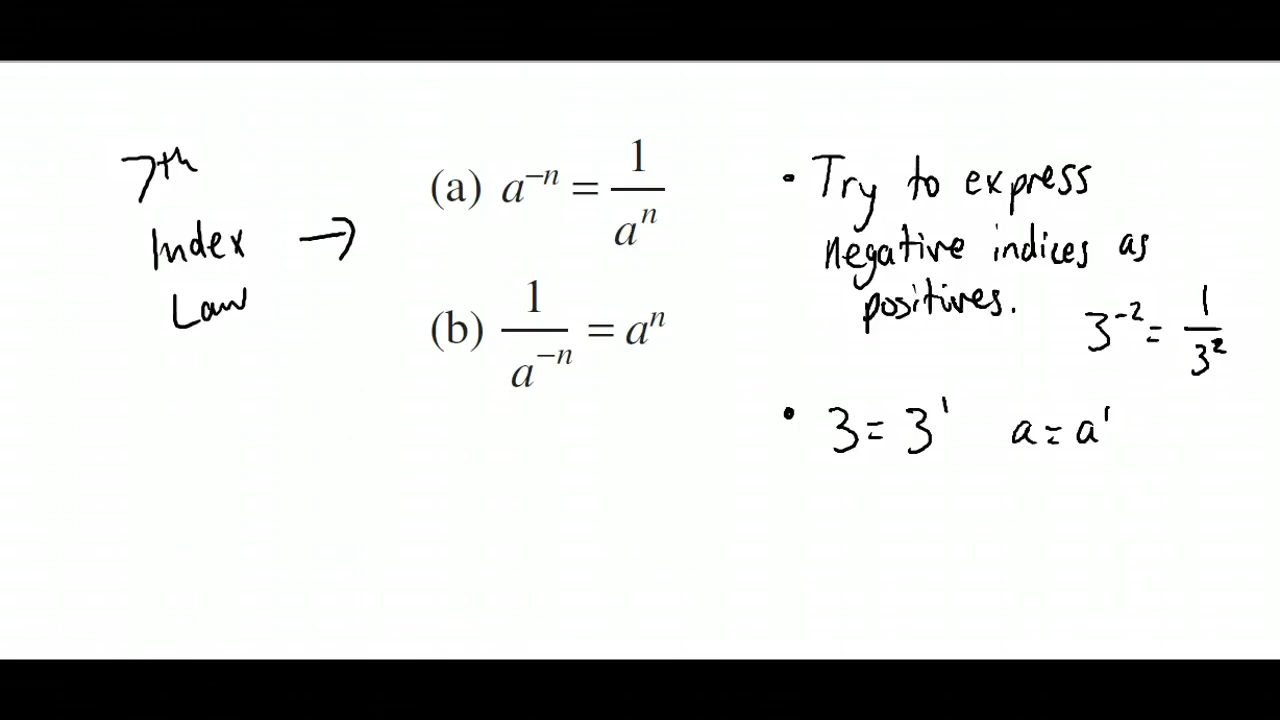 7th
Index →
Law
(a) a⁻ⁿ = 1/aⁿ
(b) 1/a⁻ⁿ = aⁿ
• Try to express
negative indices as
positives.
3⁻² = 1/3²
• 3 = 3¹ a = a¹